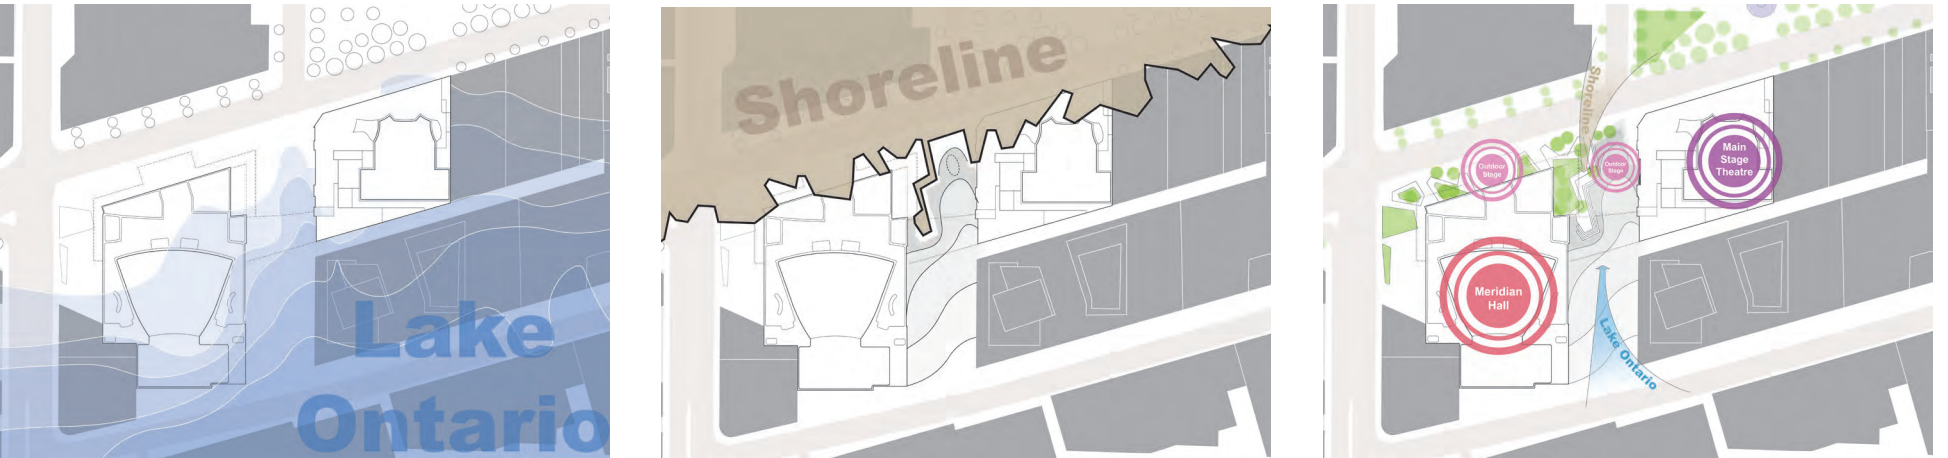 Lake
Ontario
Shoreline
Shoreline
Outdoor
Stage
Outdoor
Stage
Main
Stage
Theatre
Meridian
Hall
Lake Ontario